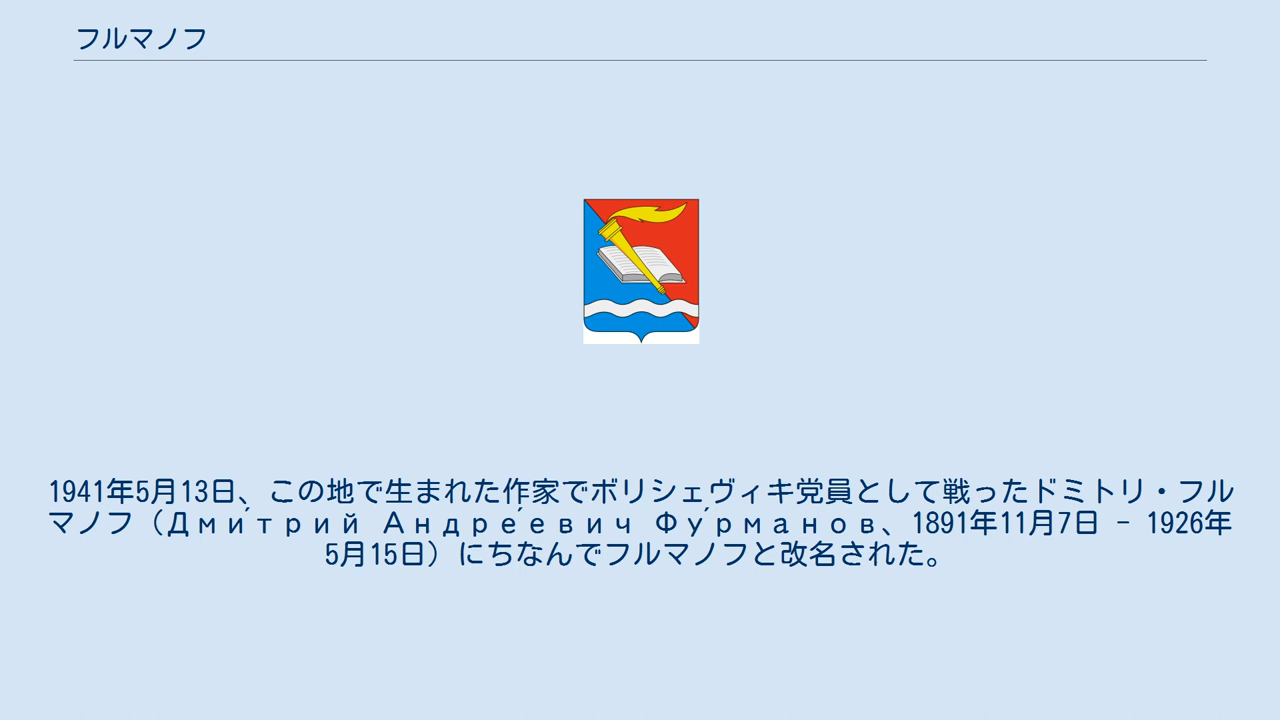 フルマノフ
1941年5月13日、この地で生まれた作家でボリシェヴィキ党員として戦ったドミトリ・フル
マノフ（Дми́трий Андре́евич Фу́рманов、1891年11月7日 - 1926年
5月15日）にちなんでフルマノフと改名された。